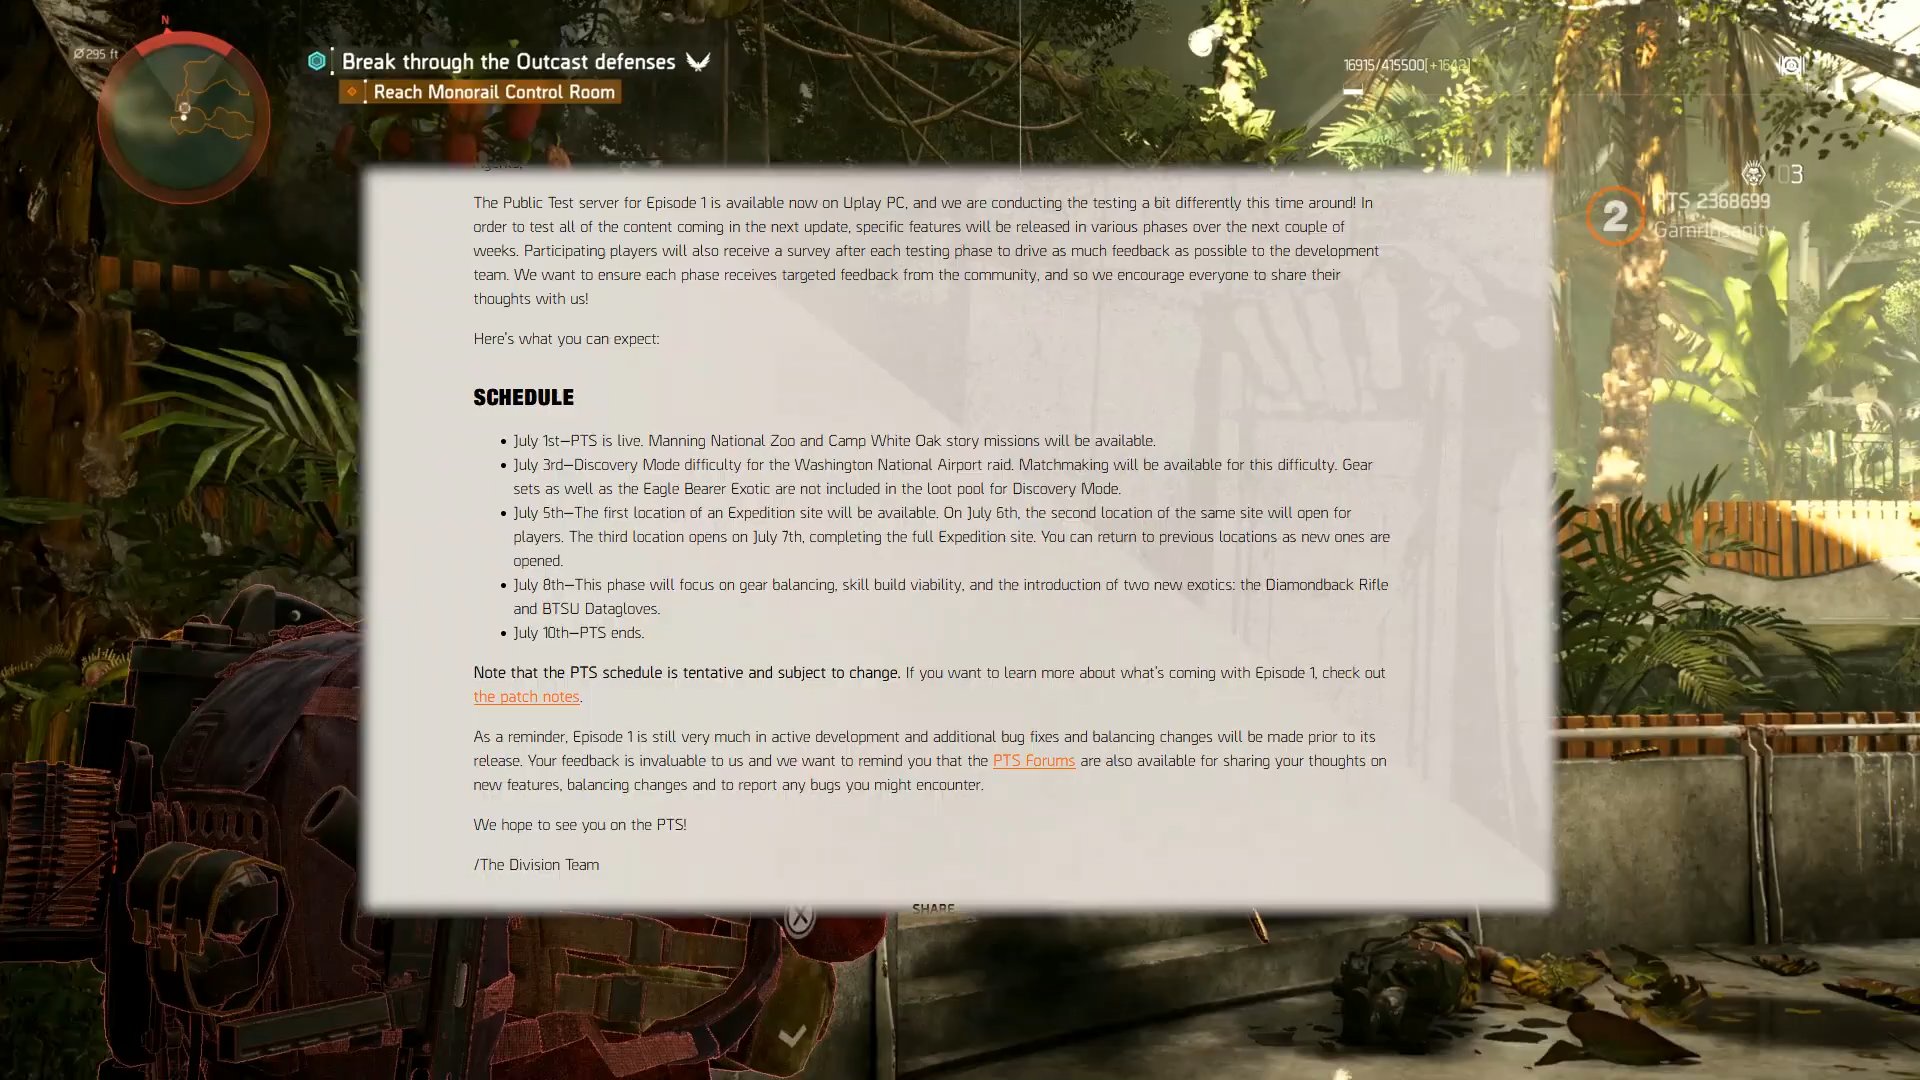 N
Ø 295 ft
Break through the Outcast defenses
Reach Monorail Control Room
16915/415500[+1642]
03
2
PTS 2368699
GamrInsanity
The Public Test server for Episode 1 is available now on Uplay PC, and we are conducting the testing a bit differently this time around! In
order to test all of the content coming in the next update, specific features will be released in various phases over the next couple of
weeks. Participating players will also receive a survey after each testing phase to drive as much feedback as possible to the development
team. We want to ensure each phase receives targeted feedback from the community, and so we encourage everyone to share their
thoughts with us!
Here's what you can expect:
SCHEDULE
• July 1st—PTS is live. Manning National Zoo and Camp White Oak story missions will be available.
• July 3rd—Discovery Mode difficulty for the Washington National Airport raid. Matchmaking will be available for this difficulty. Gear
sets as well as the Eagle Bearer Exotic are not included in the loot pool for Discovery Mode.
• July 5th—The first location of an Expedition site will be available. On July 6th, the second location of the same site will open for
players. The third location opens on July 7th, completing the full Expedition site. You can return to previous locations as new ones are
opened.
• July 8th—This phase will focus on gear balancing, skill build viability, and the introduction of two new exotics: the Diamondback Rifle
and BTSU Datagloves.
• July 10th—PTS ends.
Note that the PTS schedule is tentative and subject to change. If you want to learn more about what's coming with Episode 1, check out
the patch notes.
As a reminder, Episode 1 is still very much in active development and additional bug fixes and balancing changes will be made prior to its
release. Your feedback is invaluable to us and we want to remind you that the PTS Forums are also available for sharing your thoughts on
new features, balancing changes and to report any bugs you might encounter.
We hope to see you on the PTS!
/The Division Team
X
SHARE